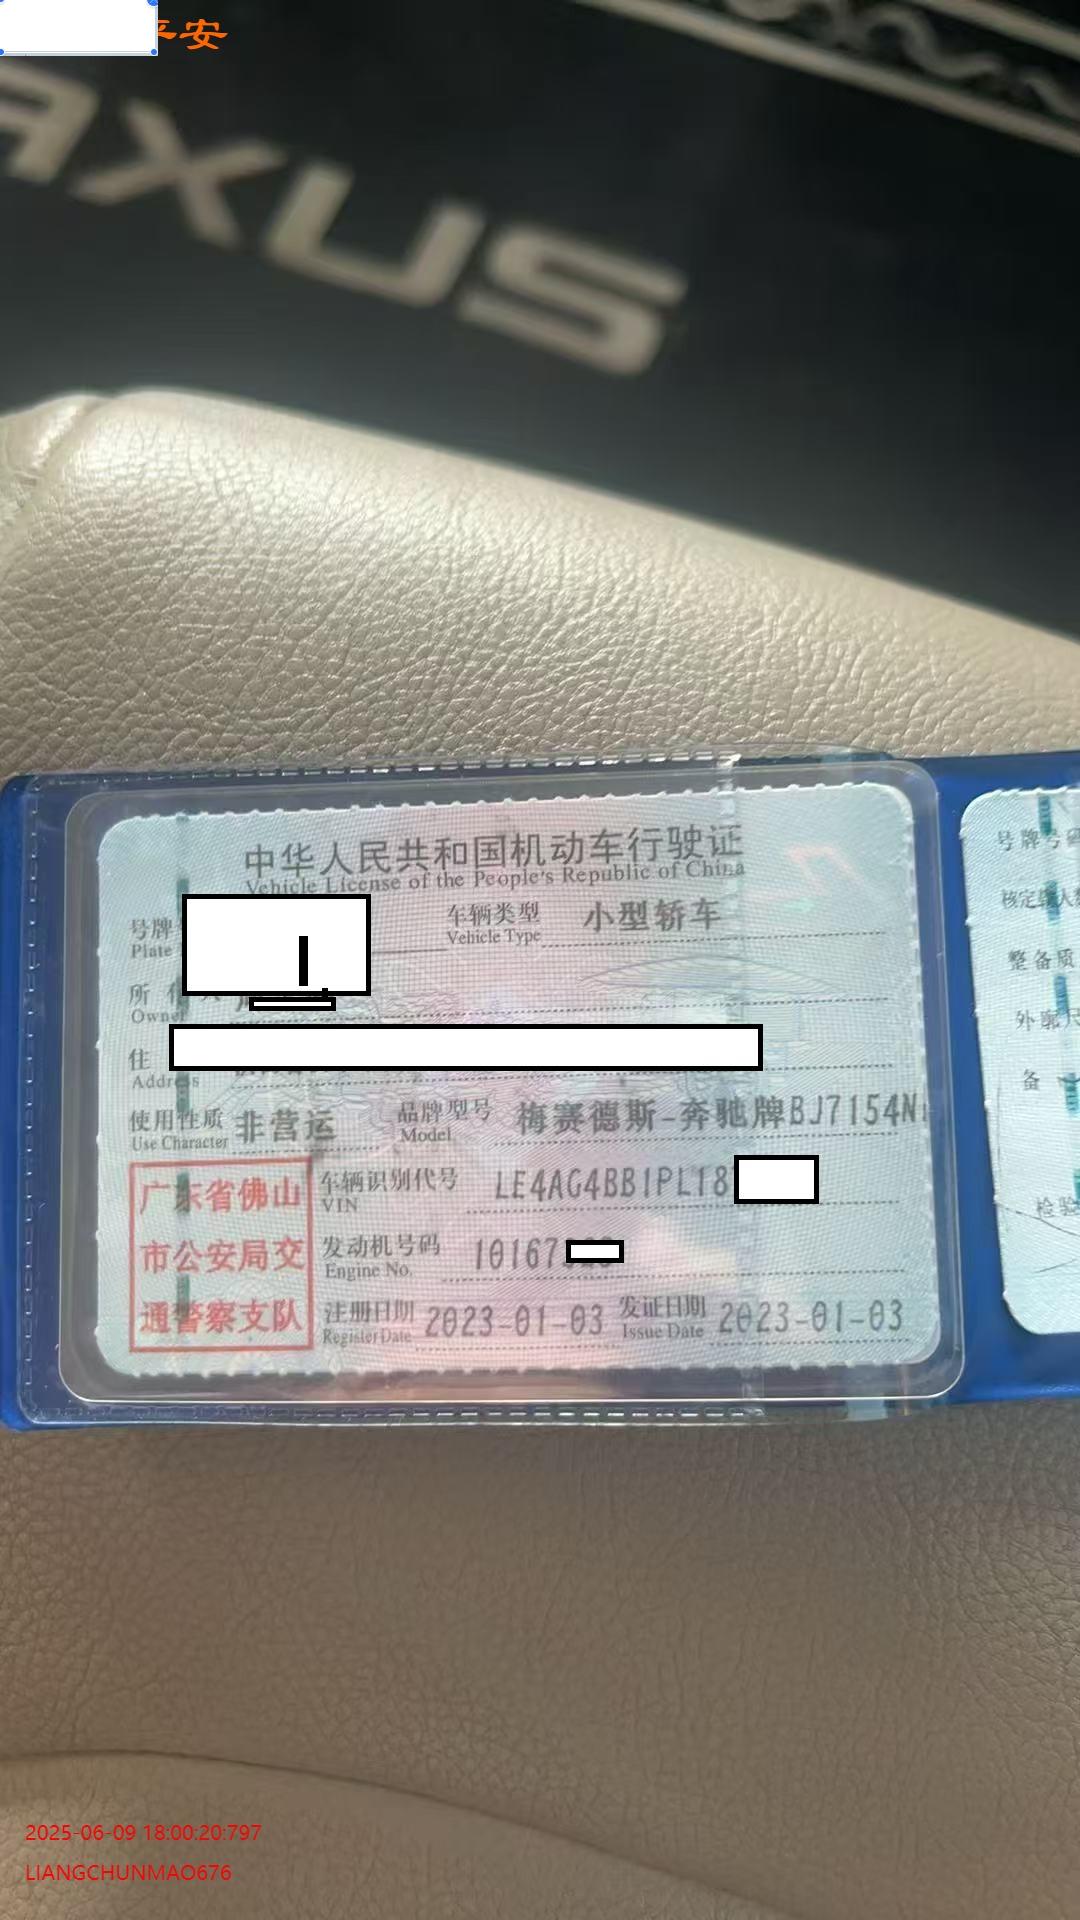 平安
AXUS
中华人民共和国机动车行驶证
Vehicle License of the People's Republic of China
号牌
Plate
车辆类型 小型轿车
Vehicle Type
所
Owner
住
Address
使用性质 非营运
Use Character
品牌型号 梅赛德斯-奔驰牌BJ7154N
Model
广东省佛山
市公安局交
通警察支队
车辆识别代号 LE4AG4BB1PL18
VIN
发动机号码 10167
Engine No.
注册日期 2023-01-03
Register Date
发证日期 2023-01-03
Issue Date
号牌号码
核定载人数
整备质
外廓尺
备
检验
2025-06-09 18:00:20:797
LIANGCHUNMAO676